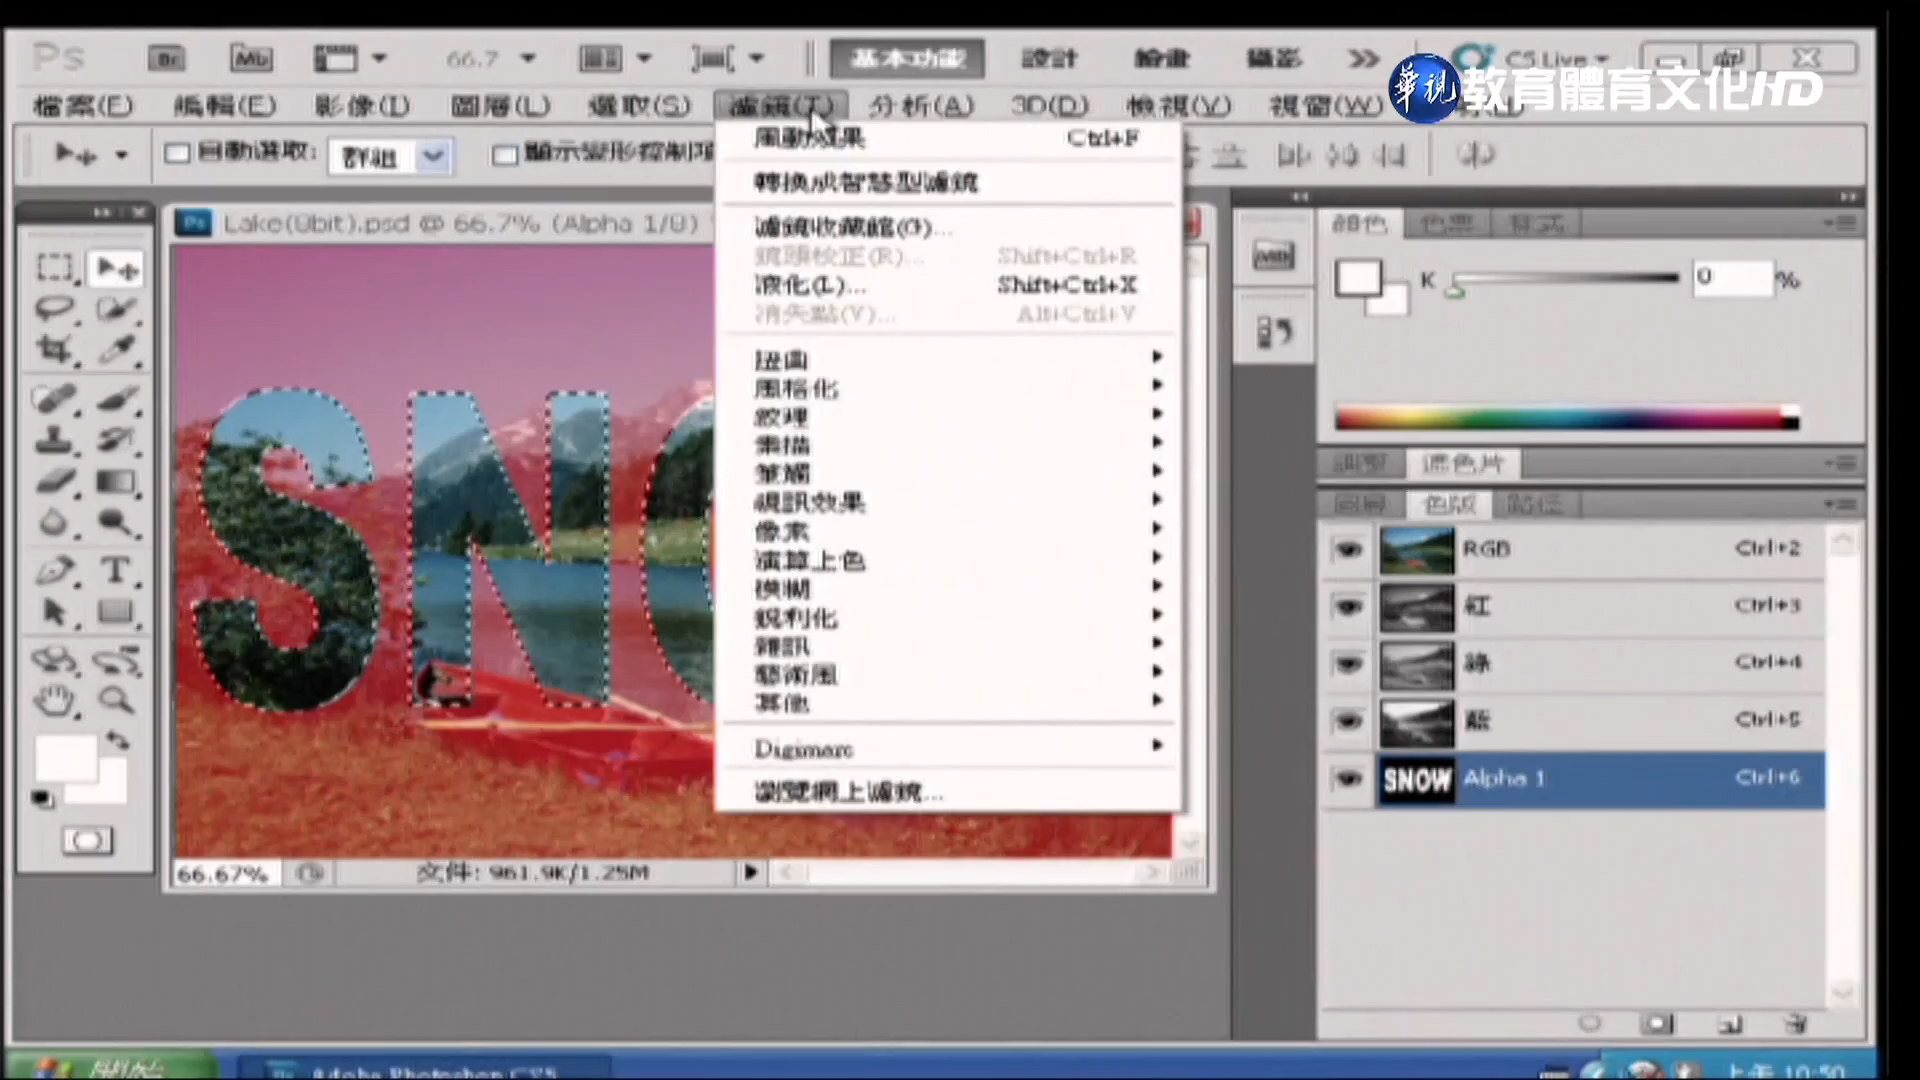 Ps Br Mb 66.7 基本功能 設計 繪畫 攝影 CS Live
華視 教育體育文化HD
檔案(F) 編輯(E) 影像(I) 圖層(L) 選取(S) 濾鏡(T) 分析(A) 3D(D) 檢視(V) 視窗(W)
自動選取: 群組 顯示變形控制項
風動效果 Ctrl+F
轉換成智慧型濾鏡
濾鏡收藏館(G)...
鏡頭校正(R)... Shift+Ctrl+R
液化(L)... Shift+Ctrl+X
消失點(V)... Alt+Ctrl+V
扭曲
風格化
紋理
素描
筆觸
視訊效果
像素
演算上色
模糊
銳利化
雜訊
藝術風
其他
Digimarc
瀏覽網上濾鏡...
Lake(8bit).psd @ 66.7% (Alpha 1/8)
SNO
66.67% 文件: 961.9K/1.25M
顏色 色票 樣式
K 0 %
調整 遮色片
圖層 色版 路徑
RGB Ctrl+2
紅 Ctrl+3
綠 Ctrl+4
藍 Ctrl+5
SNOW Alpha 1 Ctrl+6
開始 Adobe Photoshop CS5 上午 10:50